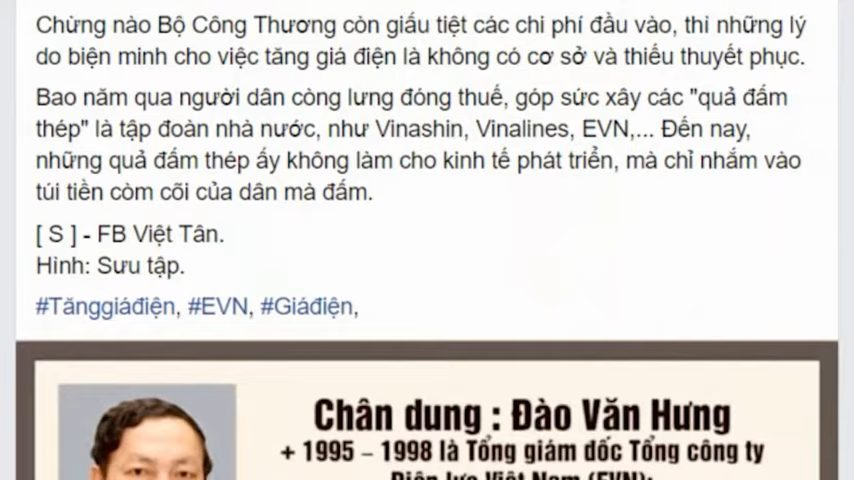 Chừng nào Bộ Công Thương còn giấu tiệt các chi phí đầu vào, thì những lý
do biện minh cho việc tăng giá điện là không có cơ sở và thiếu thuyết phục.
Bao năm qua người dân còng lưng đóng thuế, góp sức xây các "quả đấm
thép" là tập đoàn nhà nước, như Vinashin, Vinalines, EVN,... Đến nay,
những quả đấm thép ấy không làm cho kinh tế phát triển, mà chỉ nhắm vào
túi tiền còm cõi của dân mà đấm.
[ S ] - FB Việt Tân.
Hình: Sưu tập.
#Tănggiáđiện, #EVN, #Giáđiện,
Chân dung : Đào Văn Hưng
+ 1995 – 1998 là Tổng giám đốc Tổng công ty
Điện lực Việt Nam (EVN);